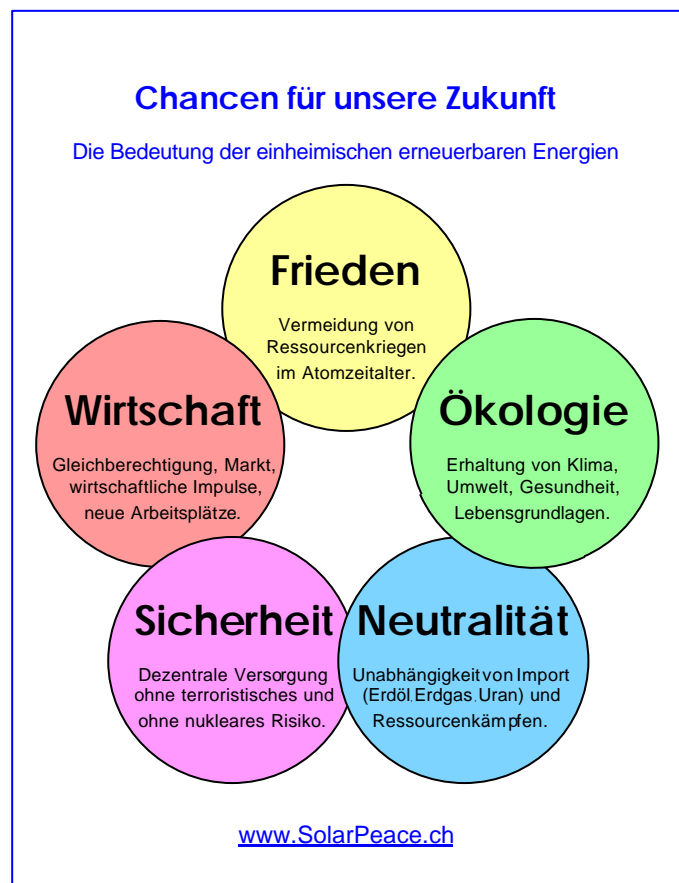 Chancen für unsere Zukunft
Die Bedeutung der einheimischen erneuerbaren Energien
Frieden
Vermeidung von
Ressourcenkriegen
im Atomzeitalter.
Wirtschaft
Gleichberechtigung, Markt,
wirtschaftliche Impulse,
neue Arbeitsplätze.
Ökologie
Erhaltung von Klima,
Umwelt, Gesundheit,
Lebensgrundlagen.
Sicherheit
Dezentrale Versorgung
ohne terroristisches und
ohne nukleares Risiko.
Neutralität
Unabhängigkeit von Import
(Erdöl, Erdgas, Uran) und
Ressourcenkämpfen.
www.SolarPeace.ch